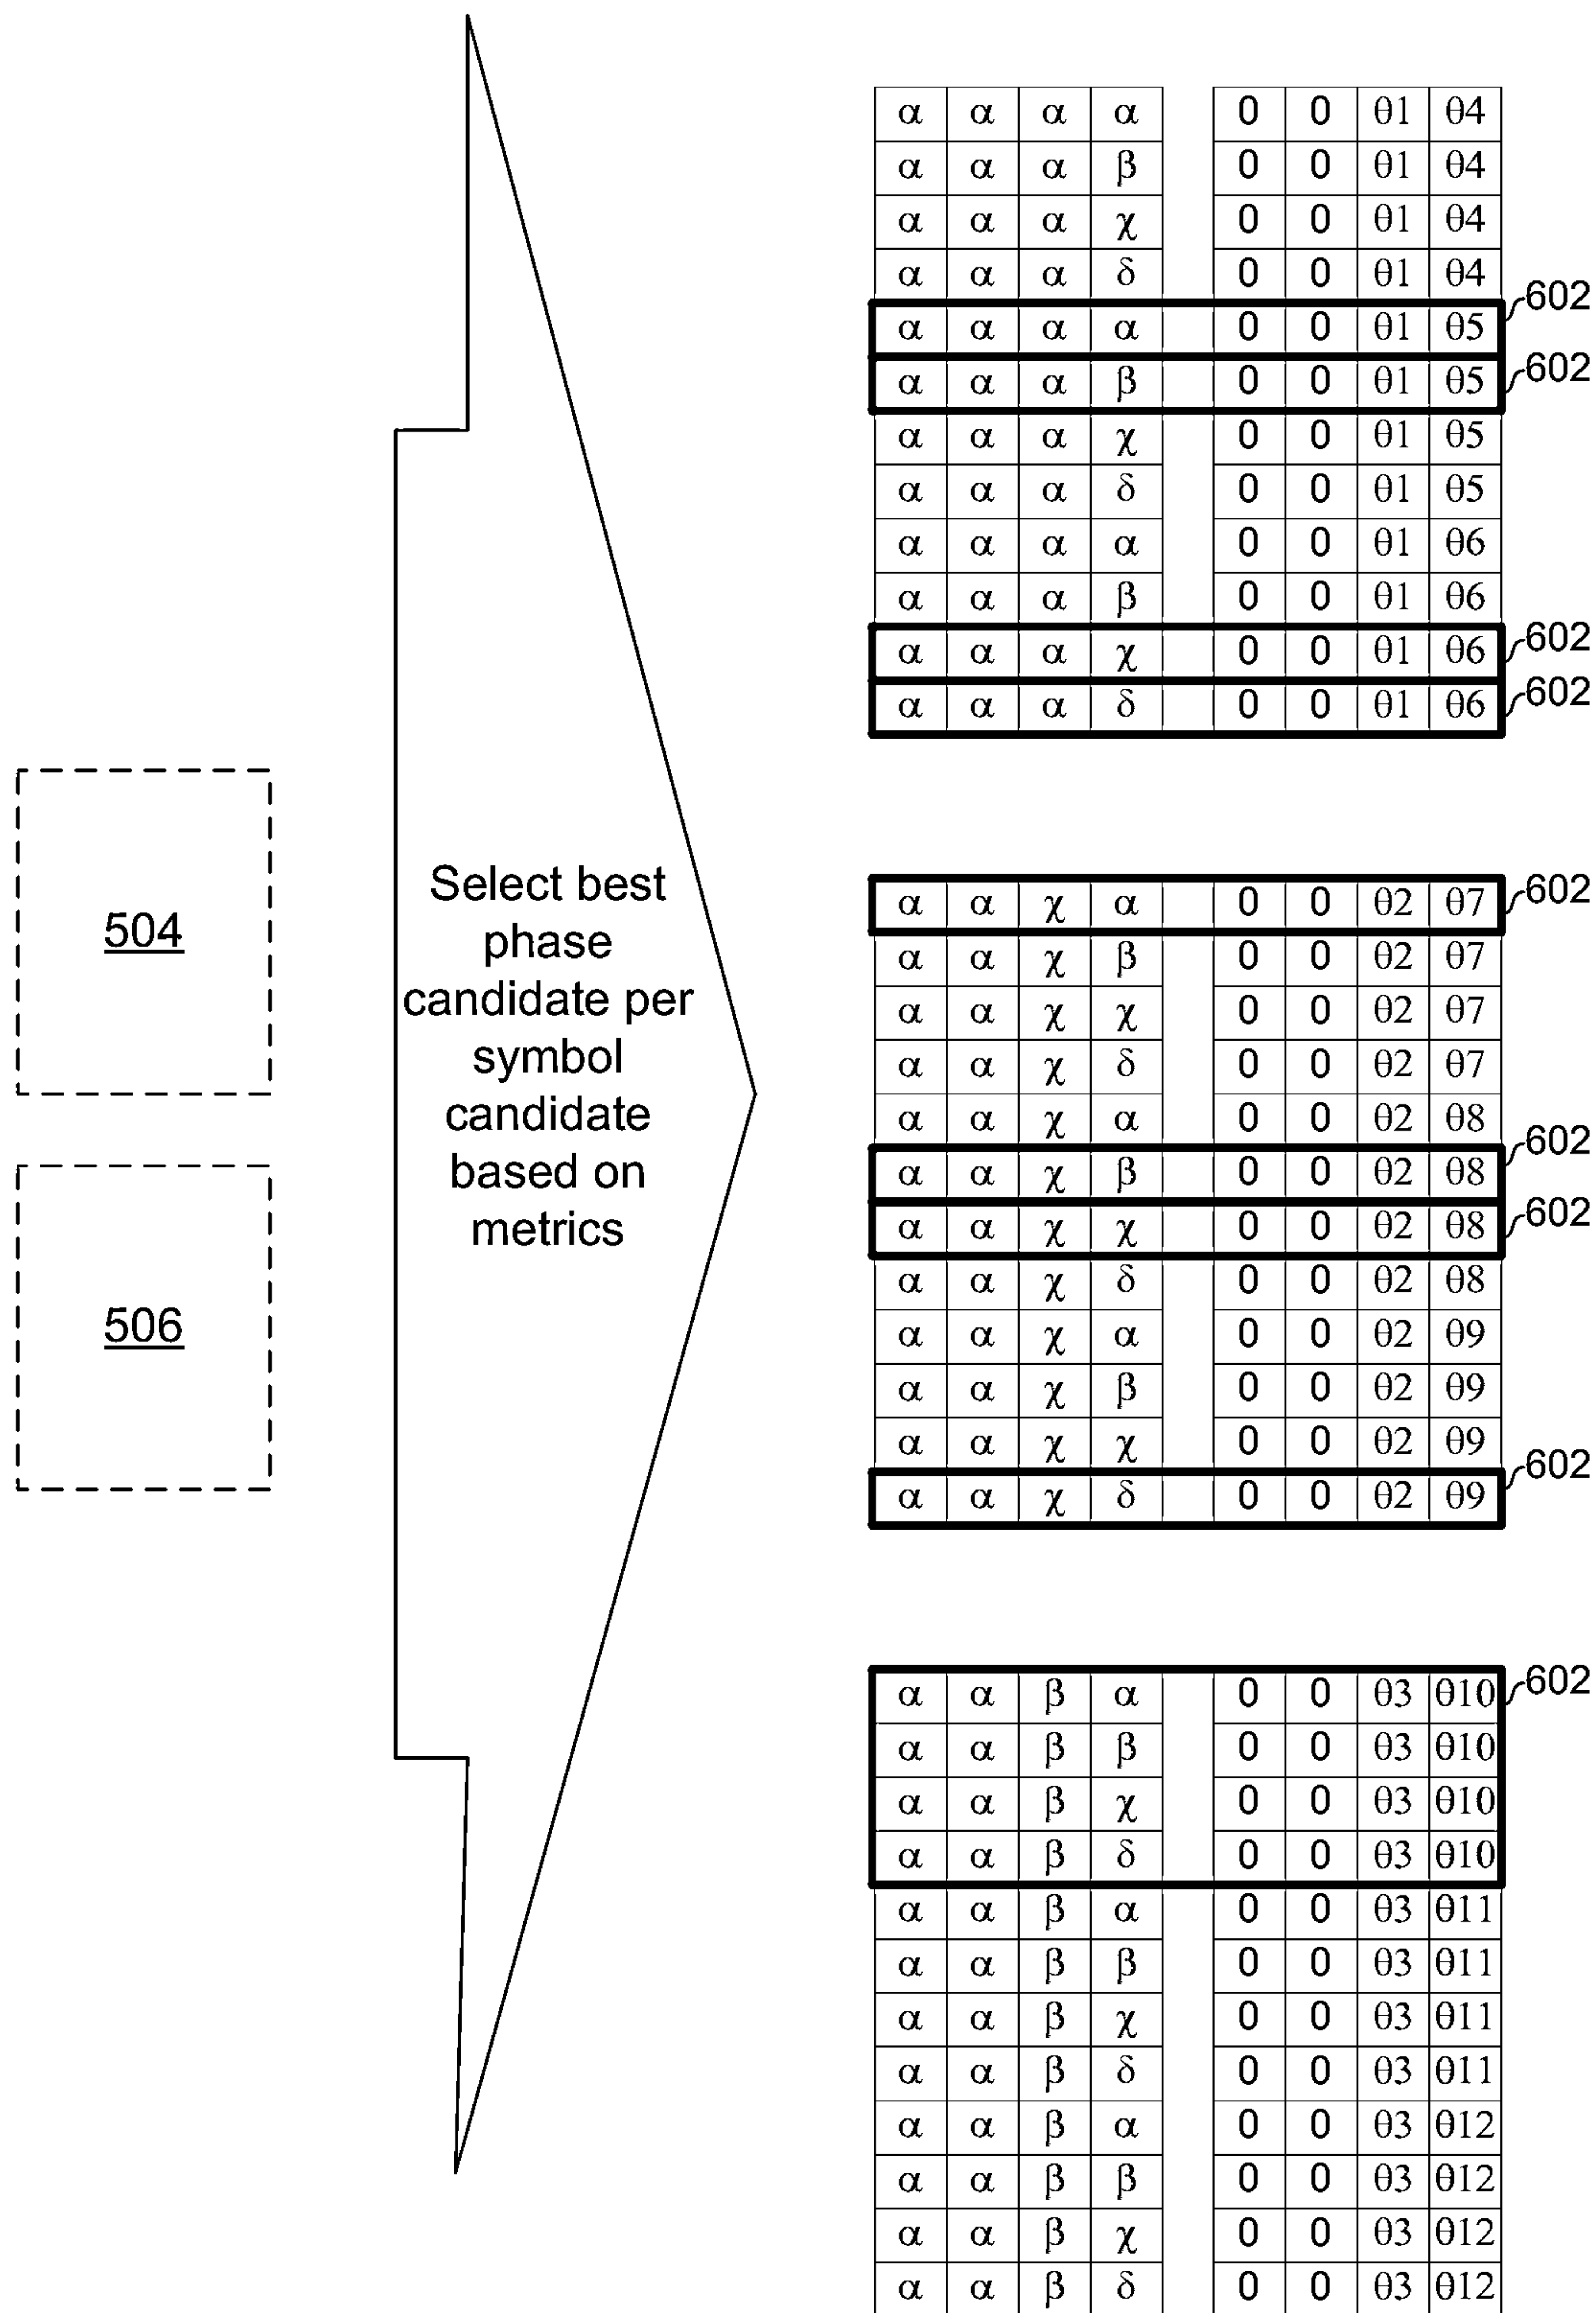 504
506
Select best
phase
candidate per
symbol
candidate
based on
metrics
α α α α 0 0 θ1 θ4
α α α β 0 0 θ1 θ4
α α α χ 0 0 θ1 θ4
α α α δ 0 0 θ1 θ4
α α α α 0 0 θ1 θ5 602
α α α β 0 0 θ1 θ5 602
α α α χ 0 0 θ1 θ5
α α α δ 0 0 θ1 θ5
α α α α 0 0 θ1 θ6
α α α β 0 0 θ1 θ6
α α α χ 0 0 θ1 θ6 602
α α α δ 0 0 θ1 θ6 602
α α χ α 0 0 θ2 θ7 602
α α χ β 0 0 θ2 θ7
α α χ χ 0 0 θ2 θ7
α α χ δ 0 0 θ2 θ7
α α χ α 0 0 θ2 θ8
α α χ β 0 0 θ2 θ8 602
α α χ χ 0 0 θ2 θ8 602
α α χ δ 0 0 θ2 θ8
α α χ α 0 0 θ2 θ9
α α χ β 0 0 θ2 θ9
α α χ χ 0 0 θ2 θ9
α α χ δ 0 0 θ2 θ9 602
α α β α 0 0 θ3 θ10 602
α α β β 0 0 θ3 θ10
α α β χ 0 0 θ3 θ10
α α β δ 0 0 θ3 θ10
α α β α 0 0 θ3 θ11
α α β β 0 0 θ3 θ11
α α β χ 0 0 θ3 θ11
α α β δ 0 0 θ3 θ11
α α β α 0 0 θ3 θ12
α α β β 0 0 θ3 θ12
α α β χ 0 0 θ3 θ12
α α β δ 0 0 θ3 θ12